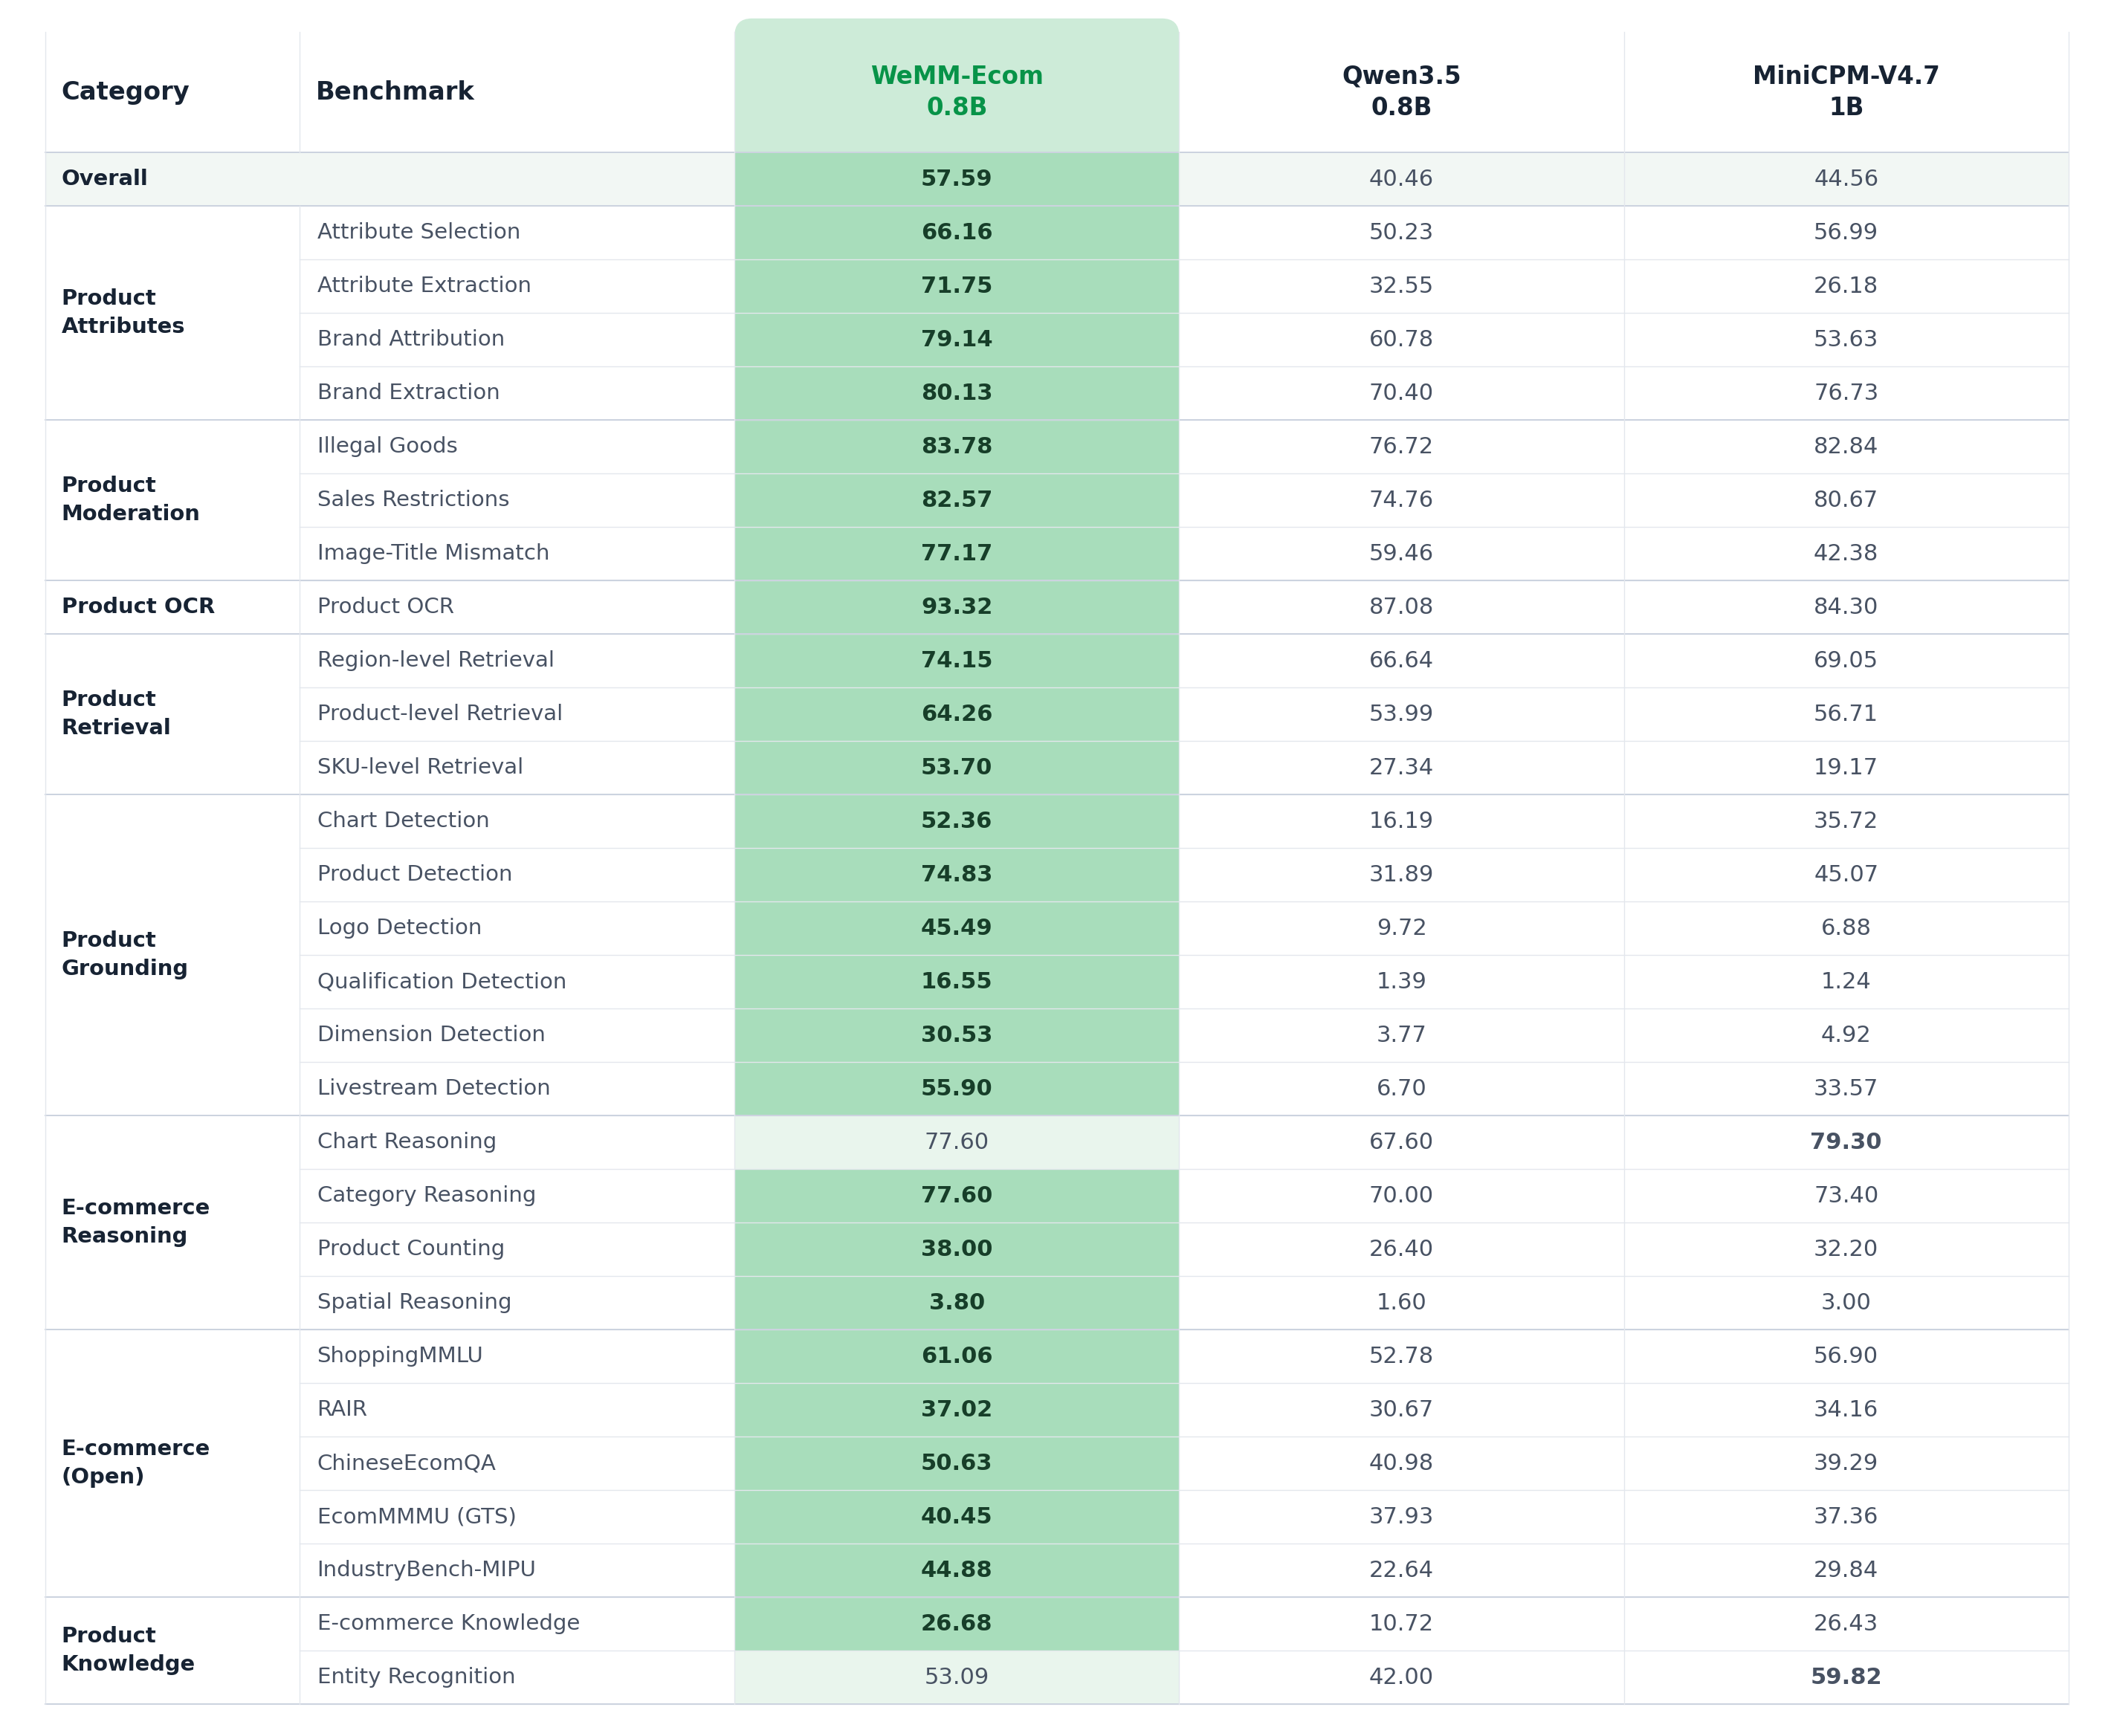 Category Benchmark WeMM-Ecom 0.8B Qwen3.5 0.8B MiniCPM-V4.7 1B
Overall 57.59 40.46 44.56
Product Attributes
Attribute Selection 66.16 50.23 56.99
Attribute Extraction 71.75 32.55 26.18
Brand Attribution 79.14 60.78 53.63
Brand Extraction 80.13 70.40 76.73
Product Moderation
Illegal Goods 83.78 76.72 82.84
Sales Restrictions 82.57 74.76 80.67
Image-Title Mismatch 77.17 59.46 42.38
Product OCR Product OCR 93.32 87.08 84.30
Product Retrieval
Region-level Retrieval 74.15 66.64 69.05
Product-level Retrieval 64.26 53.99 56.71
SKU-level Retrieval 53.70 27.34 19.17
Product Grounding
Chart Detection 52.36 16.19 35.72
Product Detection 74.83 31.89 45.07
Logo Detection 45.49 9.72 6.88
Qualification Detection 16.55 1.39 1.24
Dimension Detection 30.53 3.77 4.92
Livestream Detection 55.90 6.70 33.57
E-commerce Reasoning
Chart Reasoning 77.60 67.60 79.30
Category Reasoning 77.60 70.00 73.40
Product Counting 38.00 26.40 32.20
Spatial Reasoning 3.80 1.60 3.00
E-commerce (Open)
ShoppingMMLU 61.06 52.78 56.90
RAIR 37.02 30.67 34.16
ChineseEcomQA 50.63 40.98 39.29
EcomMMMU (GTS) 40.45 37.93 37.36
IndustryBench-MIPU 44.88 22.64 29.84
Product Knowledge
E-commerce Knowledge 26.68 10.72 26.43
Entity Recognition 53.09 42.00 59.82